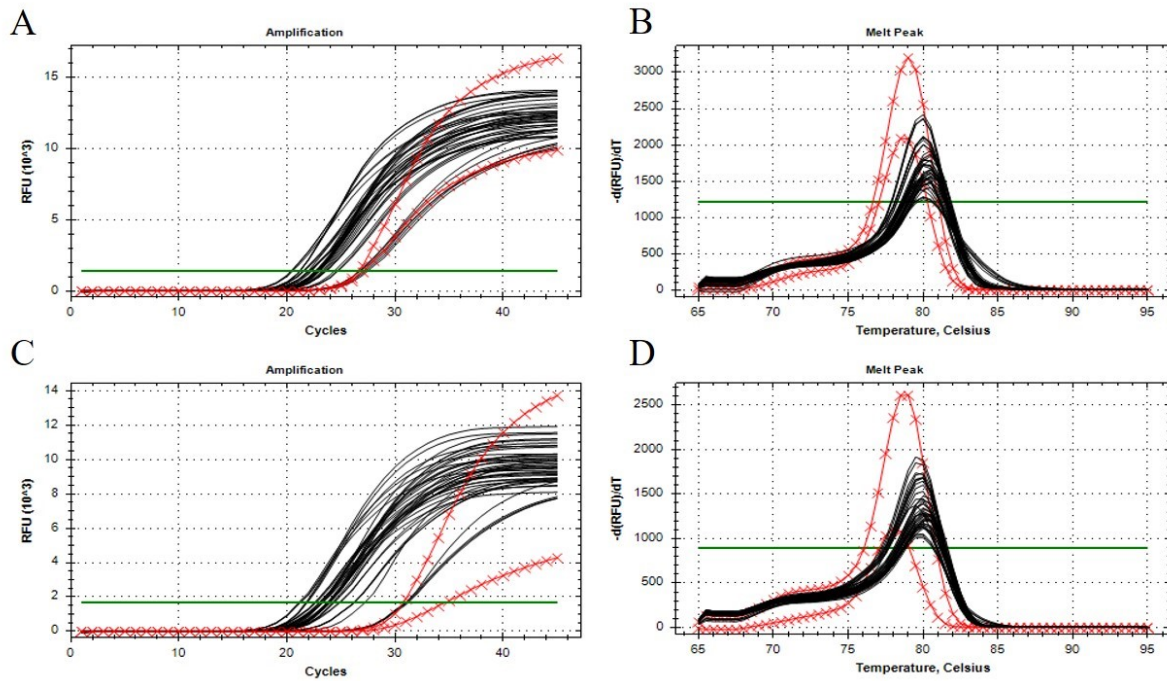 A
Amplification
RFU (10^3)
15
10
5
0
0 10 20 30 40
Cycles
B
Melt Peak
-d(RFU)/dT
3000
2500
2000
1500
1000
500
0
65 70 75 80 85 90 95
Temperature, Celsius
C
Amplification
RFU (10^3)
14
12
10
8
6
4
2
0
0 10 20 30 40
Cycles
D
Melt Peak
-d(RFU)/dT
2500
2000
1500
1000
500
0
65 70 75 80 85 90 95
Temperature, Celsius